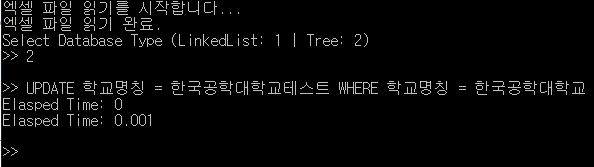 엑셀 파일 읽기를 시작합니다...
엑셀 파일 읽기 완료.
Select Database Type (LinkedList: 1 | Tree: 2)
>> 2
>> UPDATE 학교명칭 = 한국공학대학교테스트 WHERE 학교명칭 = 한국공학대학교
Elasped Time: 0
Elasped Time: 0.001
>>